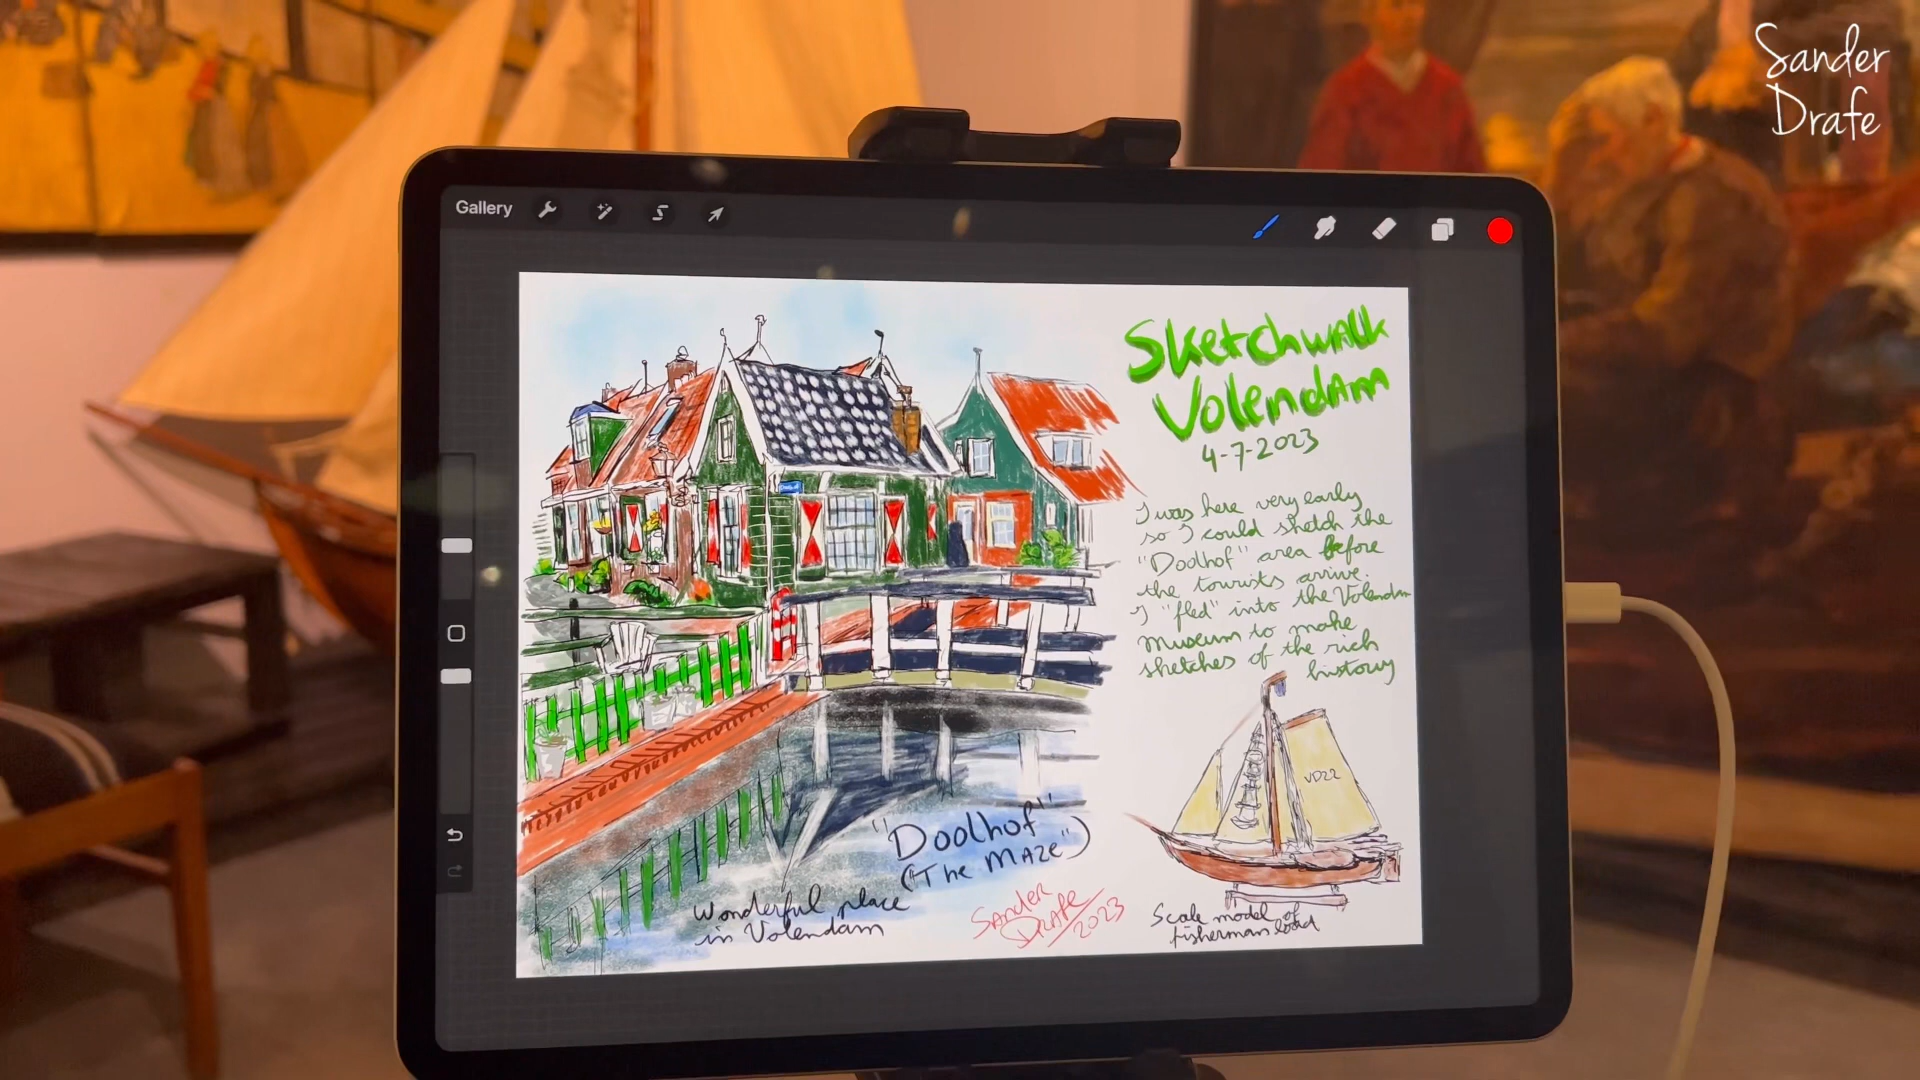 Sander
Drafe
Gallery
Sketchwalk
Volendam
4-7-2023
I was here very early
so I could sketch the
"Doolhof" area before
the tourists arrive.
I "fled" into the Volendam
Museum to make
sketches of the rich
history
VD22
"Doolhof"
(The Maze")
Wonderful place
in Volendam
Sander
Drafe
2023
Scale model of
fisherman